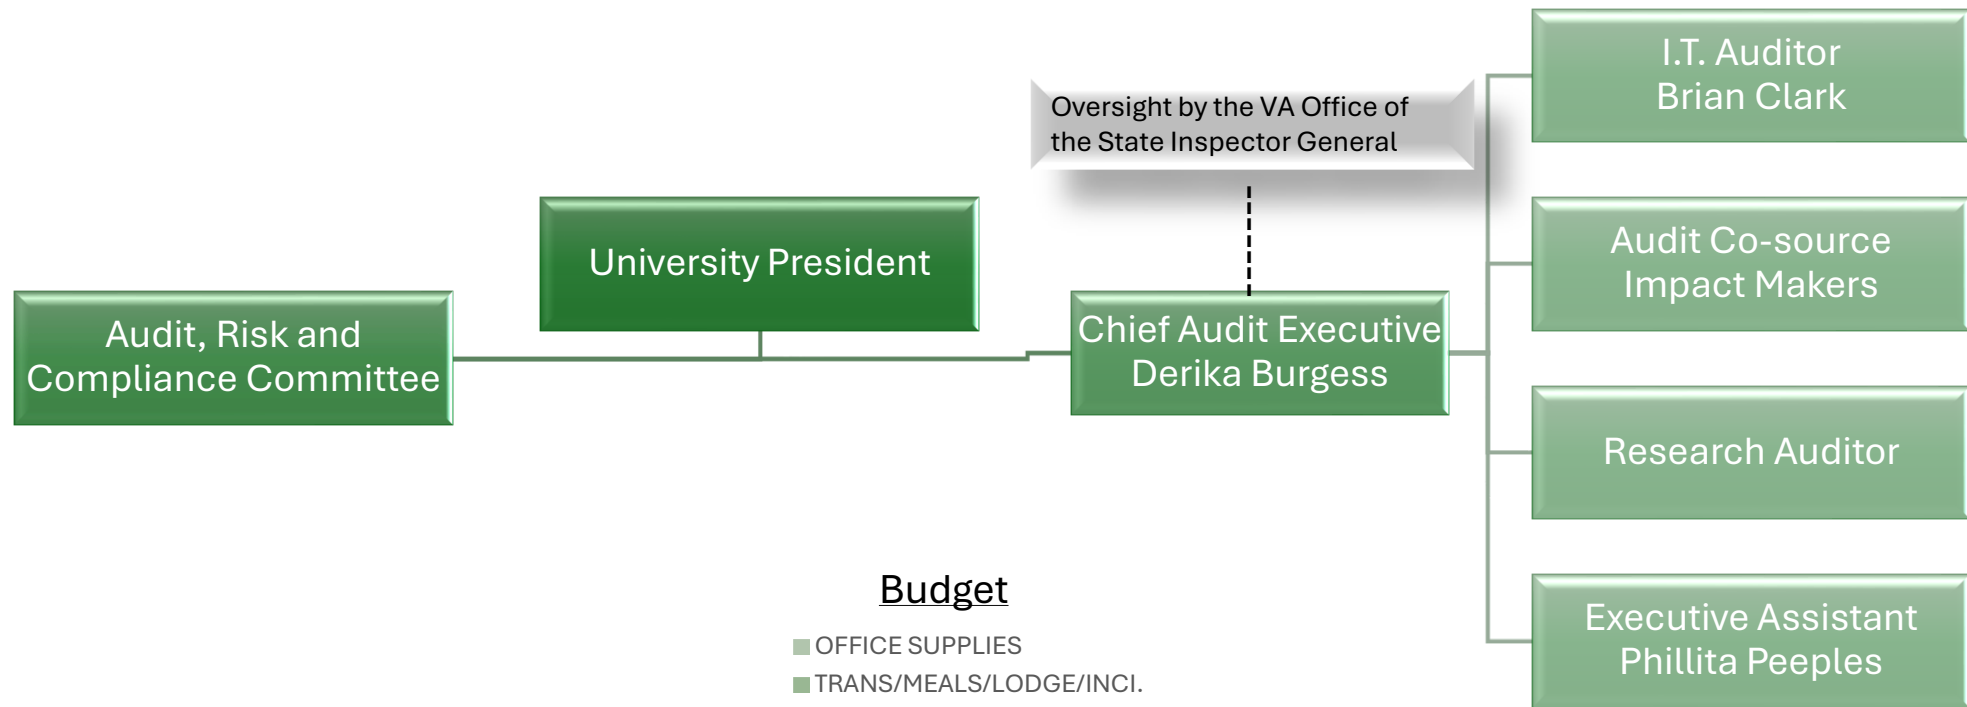 I.T. Auditor
Brian Clark
Oversight by the VA Office of
the State Inspector General
University President
Audit Co-source
Impact Makers
Audit, Risk and
Compliance Committee
Chief Audit Executive
Derika Burgess
Research Auditor
Budget
OFFICE SUPPLIES
TRANS/MEALS/LODGE/INCI.
Executive Assistant
Phillita Peeples